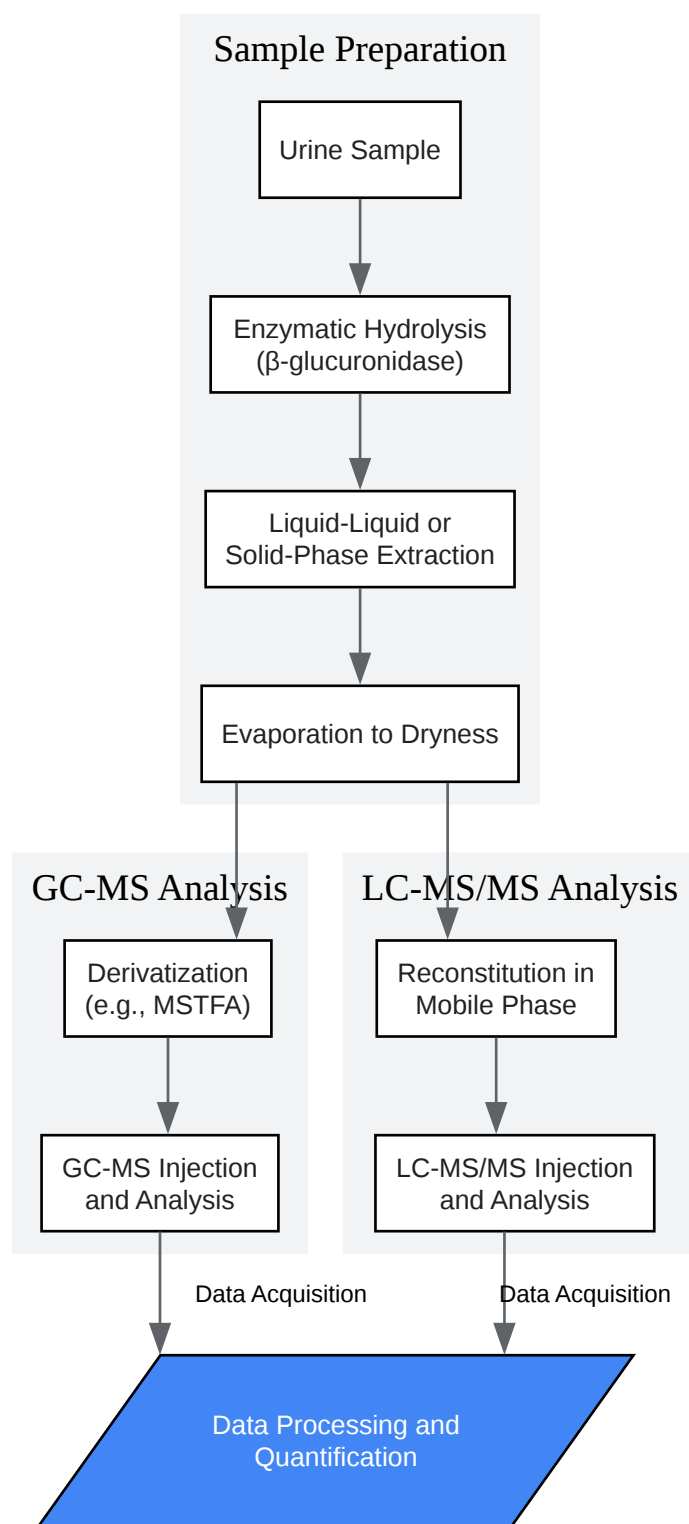 Sample Preparation
Urine Sample
Enzymatic Hydrolysis
(β-glucuronidase)
Liquid-Liquid or
Solid-Phase Extraction
Evaporation to Dryness
GC-MS Analysis
Derivatization
(e.g., MSTFA)
GC-MS Injection
and Analysis
Data Acquisition
LC-MS/MS Analysis
Reconstitution in
Mobile Phase
LC-MS/MS Injection
and Analysis
Data Acquisition
Data Processing and
Quantification